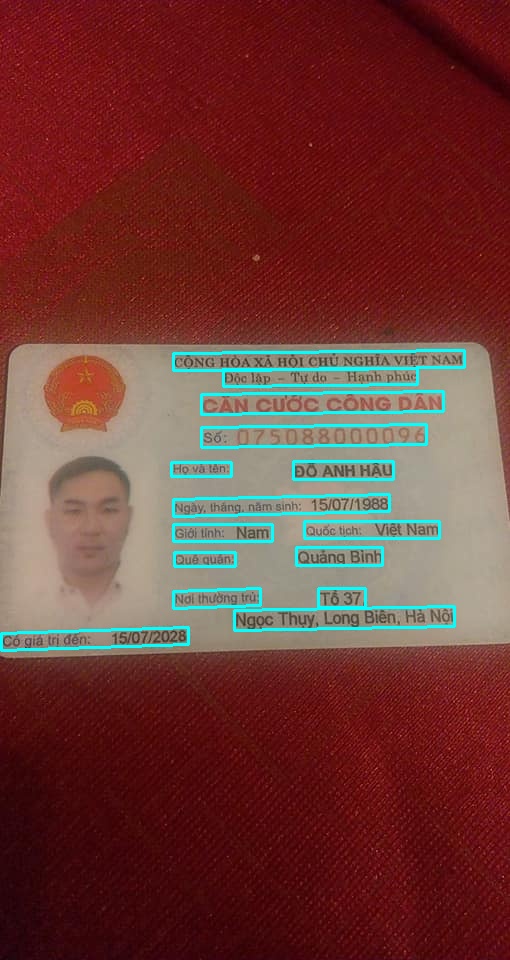 CỘNG HÒA XÃ HỘI CHỦ NGHĨA VIỆT NAM
Độc lập - Tự do - Hạnh phúc
CĂN CƯỚC CÔNG DÂN
Số: 075088000096
Họ và tên: ĐỖ ANH HẬU
Ngày, tháng, năm sinh: 15/07/1988
Giới tính: Nam Quốc tịch: Việt Nam
Quê quán: Quảng Bình
Nơi thường trú: Tổ 37,
Ngọc Thụy, Long Biên, Hà Nội
Có giá trị đến: 15/07/2028